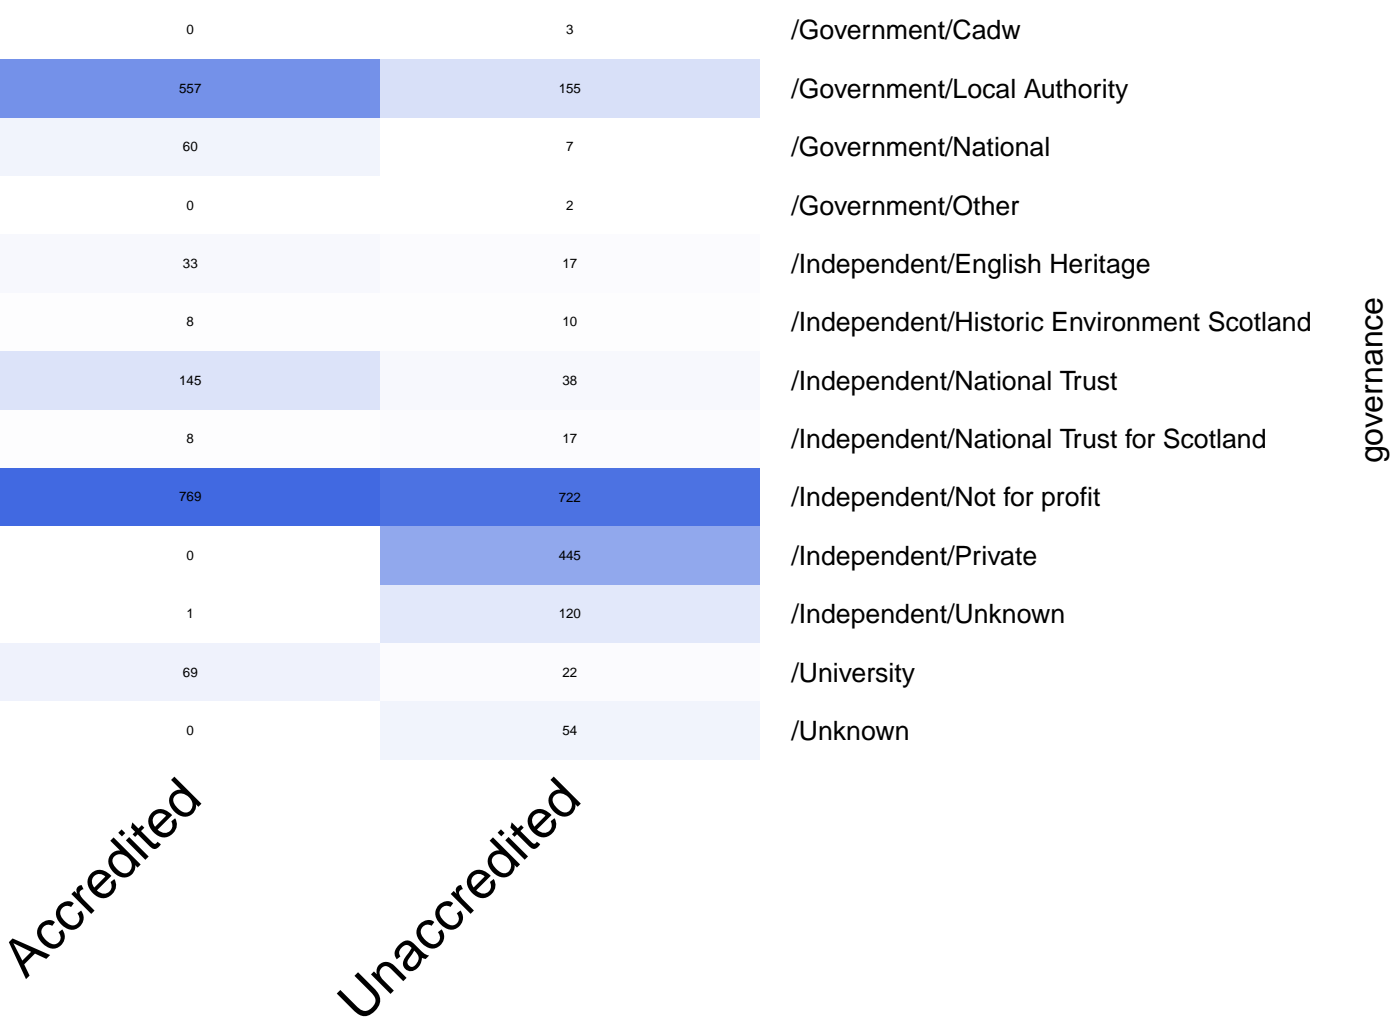 0 3 /Government/Cadw
557 155 /Government/Local Authority
60 7 /Government/National
0 2 /Government/Other
33 17 /Independent/English Heritage
8 10 /Independent/Historic Environment Scotland
145 38 /Independent/National Trust
8 17 /Independent/National Trust for Scotland
769 722 /Independent/Not for profit
0 445 /Independent/Private
1 120 /Independent/Unknown
69 22 /University
0 54 /Unknown
governance
Accredited
Unaccredited